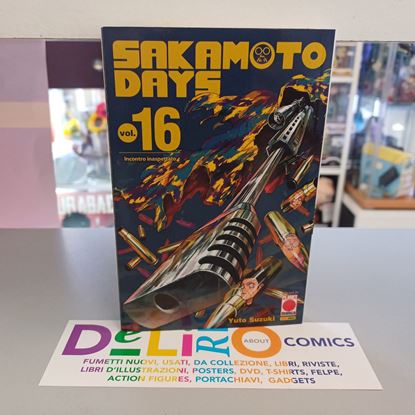 SAKAMOTO
DAYS
vol. 16
Incontro inaspettato
Yuto Suzuki
DeLiRO ABOUT COMICS
FUMETTI NUOVI, USATI, DA COLLEZIONE, LIBRI, RIVISTE,
LIBRI D'ILLUSTRAZIONI, POSTERS, DVD, T-SHIRTS, FELPE,
ACTION FIGURES, PORTACHIAVI, GADGETS